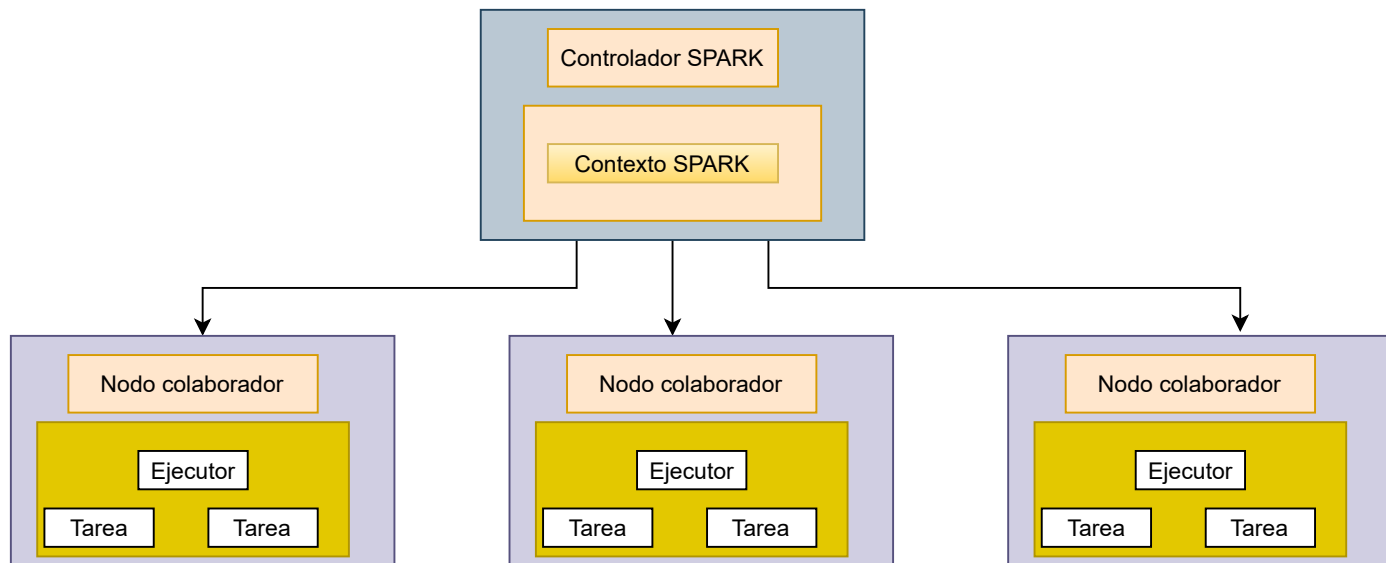 Controlador SPARK
Contexto SPARK
Nodo colaborador
Nodo colaborador
Nodo colaborador
Ejecutor
Ejecutor
Ejecutor
Tarea
Tarea
Tarea
Tarea
Tarea
Tarea